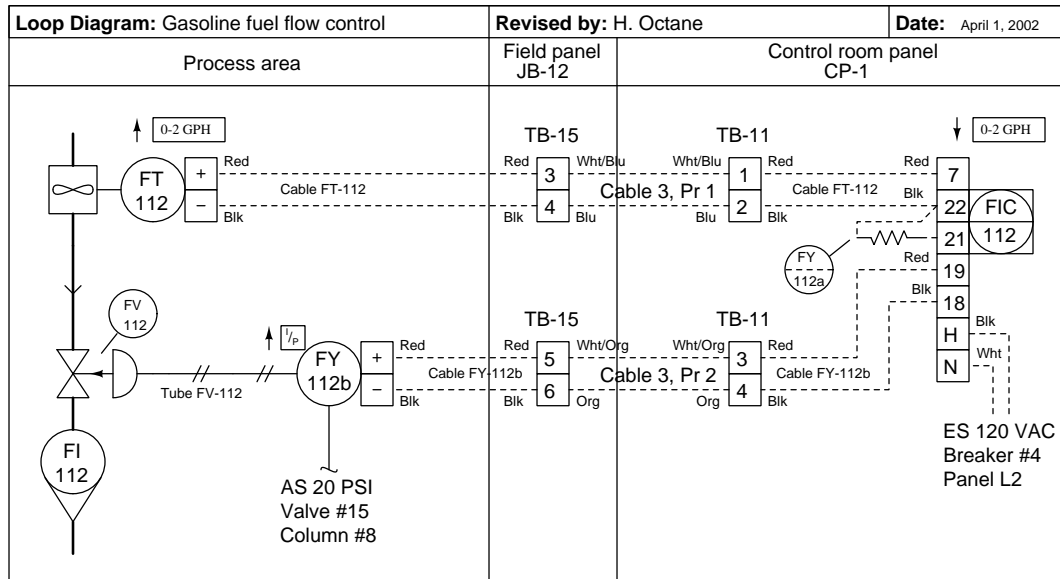 Loop Diagram: Gasoline fuel flow control
Revised by: H. Octane
Date: April 1, 2002
Process area
Field panel
JB-12
Control room panel
CP-1
0-2 GPH
FT
112
+
−
Red
Blk
Cable FT-112
TB-15
Red
3
Wht/Blu
Blk
4
Blu
Cable 3, Pr 1
TB-11
Wht/Blu
1
Red
Blu
2
Blk
Cable FT-112
0-2 GPH
Red
7
Blk
22
21
Red
19
Blk
18
H
Blk
N
Wht
FIC
112
FY
112a
ES 120 VAC
Breaker #4
Panel L2
FV
112
Tube FV-112
I/P
FY
112b
+
−
Red
Blk
Cable FY-112b
AS 20 PSI
Valve #15
Column #8
TB-15
Red
5
Wht/Org
Blk
6
Org
Cable 3, Pr 2
TB-11
Wht/Org
3
Red
Org
4
Blk
Cable FY-112b
FI
112